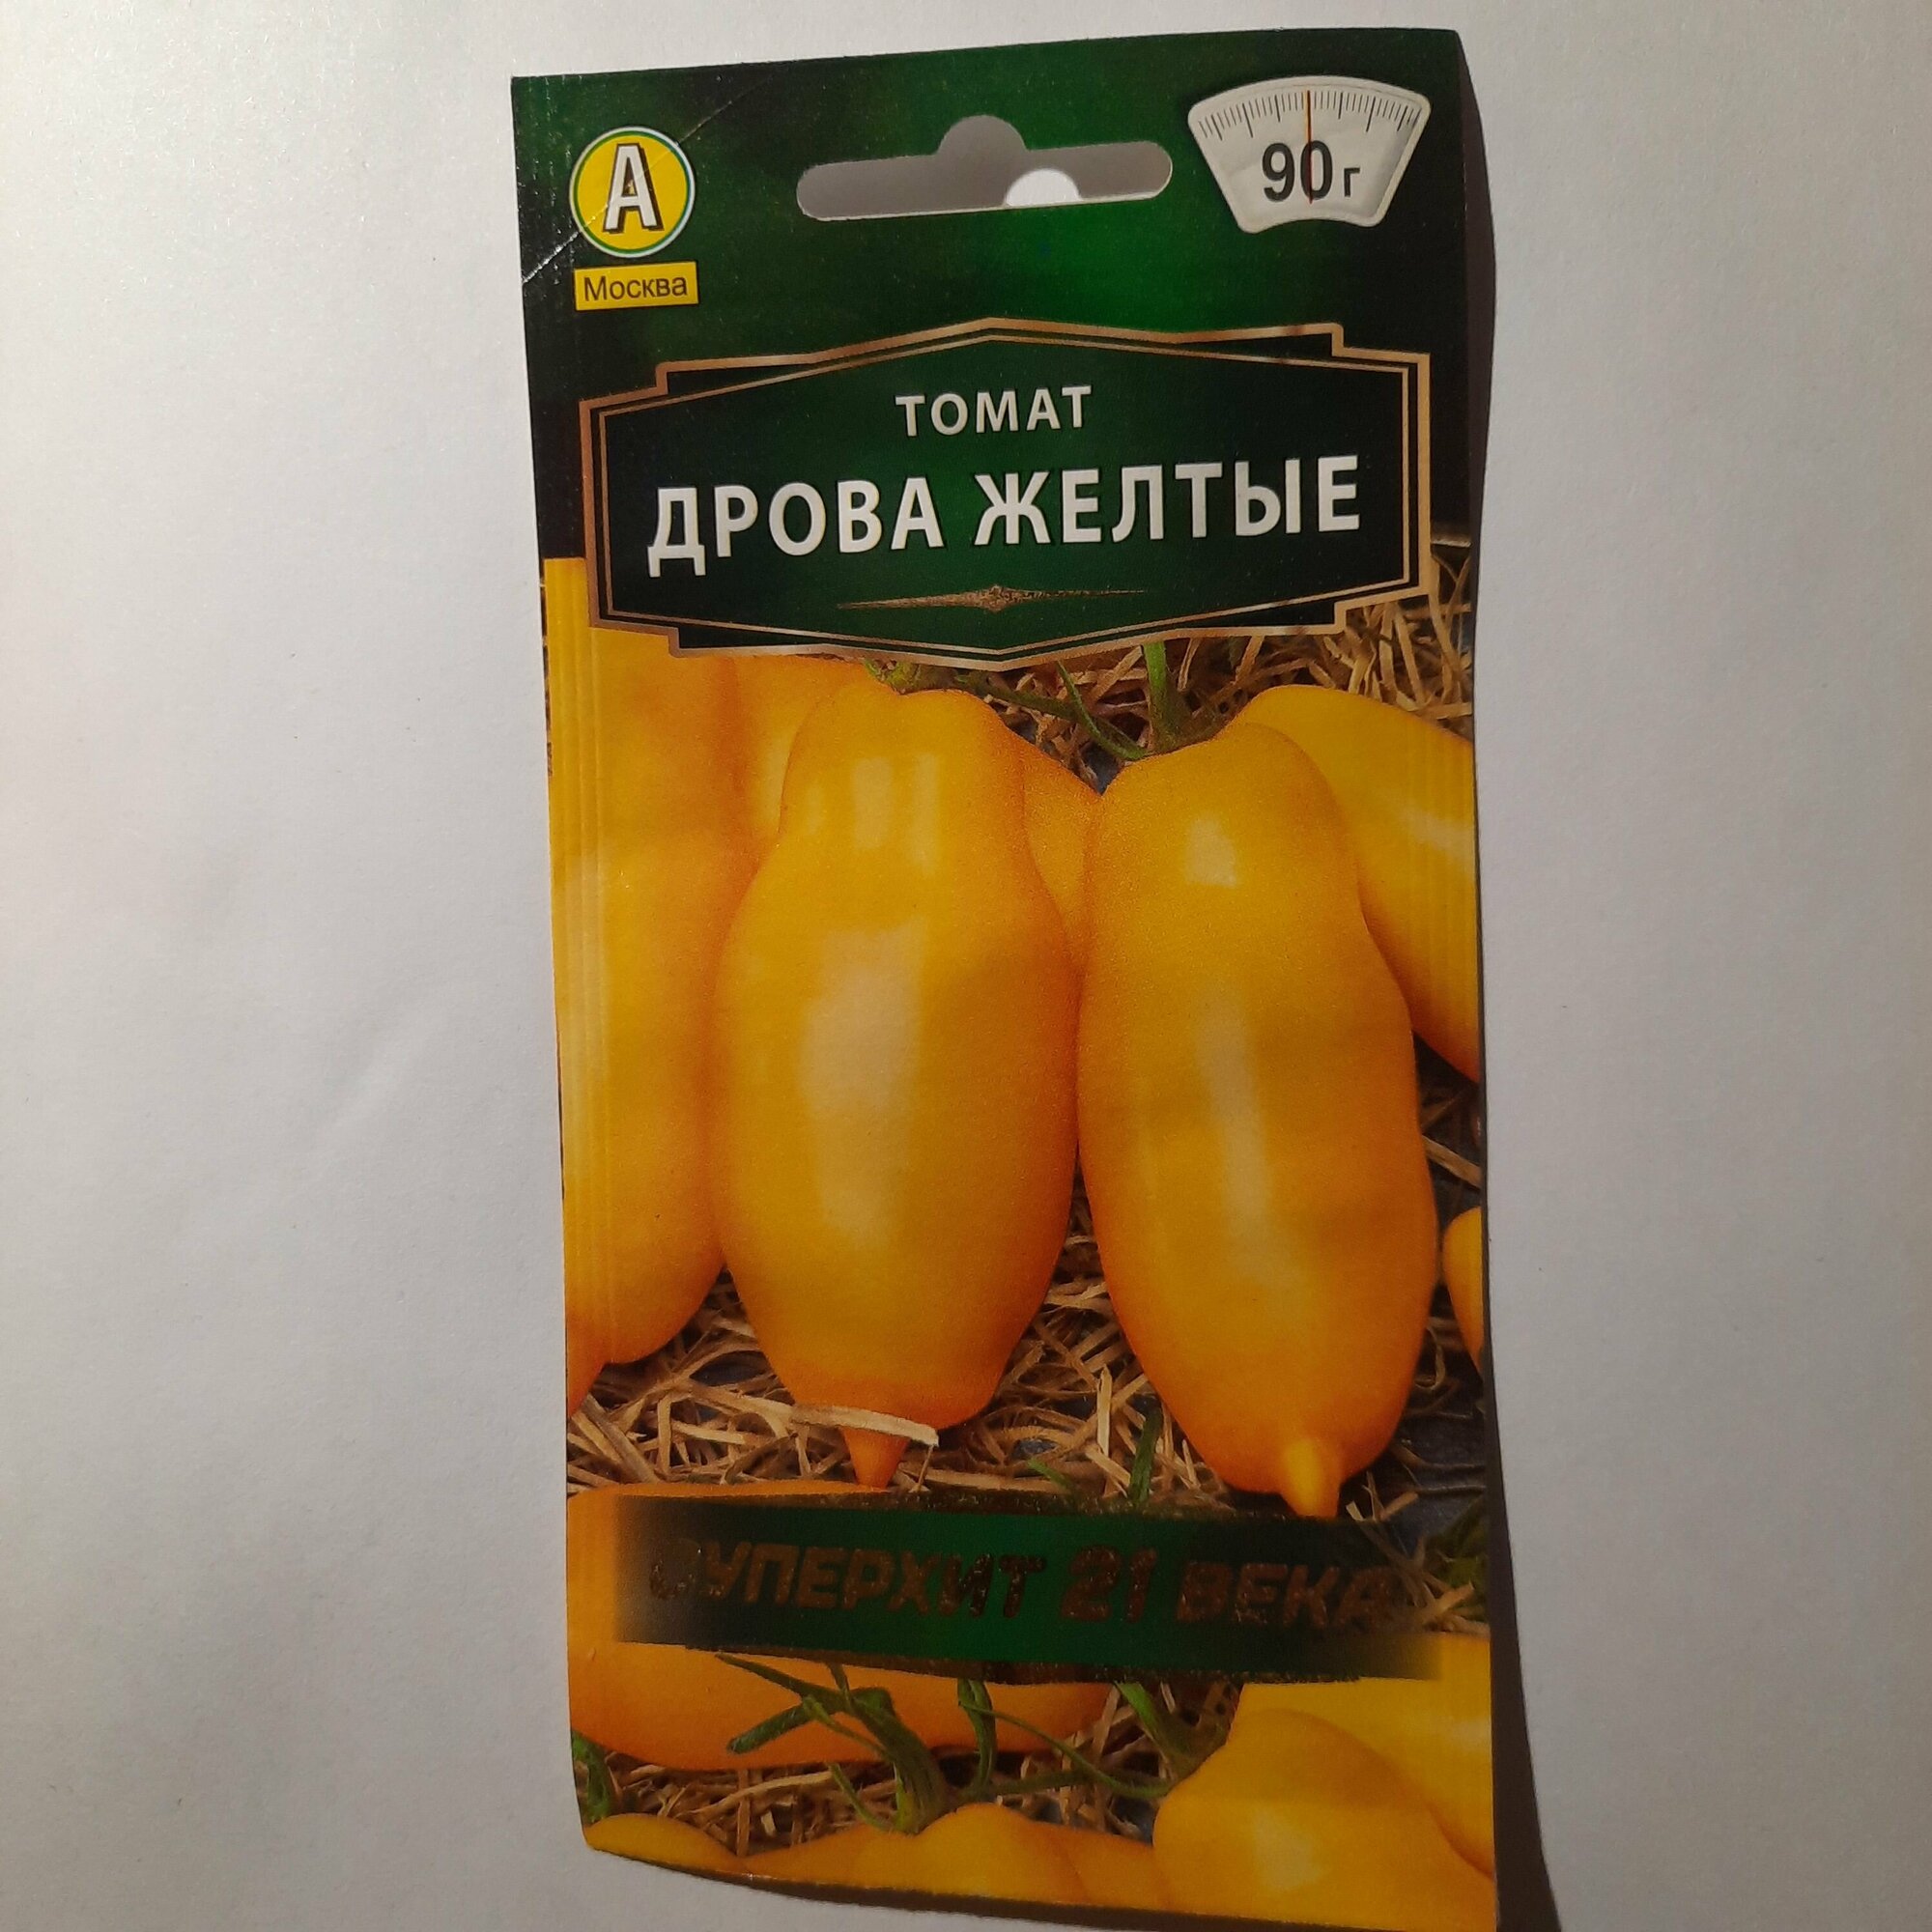 А
Москва
90г
ТОМАТ
ДРОВА ЖЕЛТЫЕ
СУПЕРХИТ 21 ВЕКА